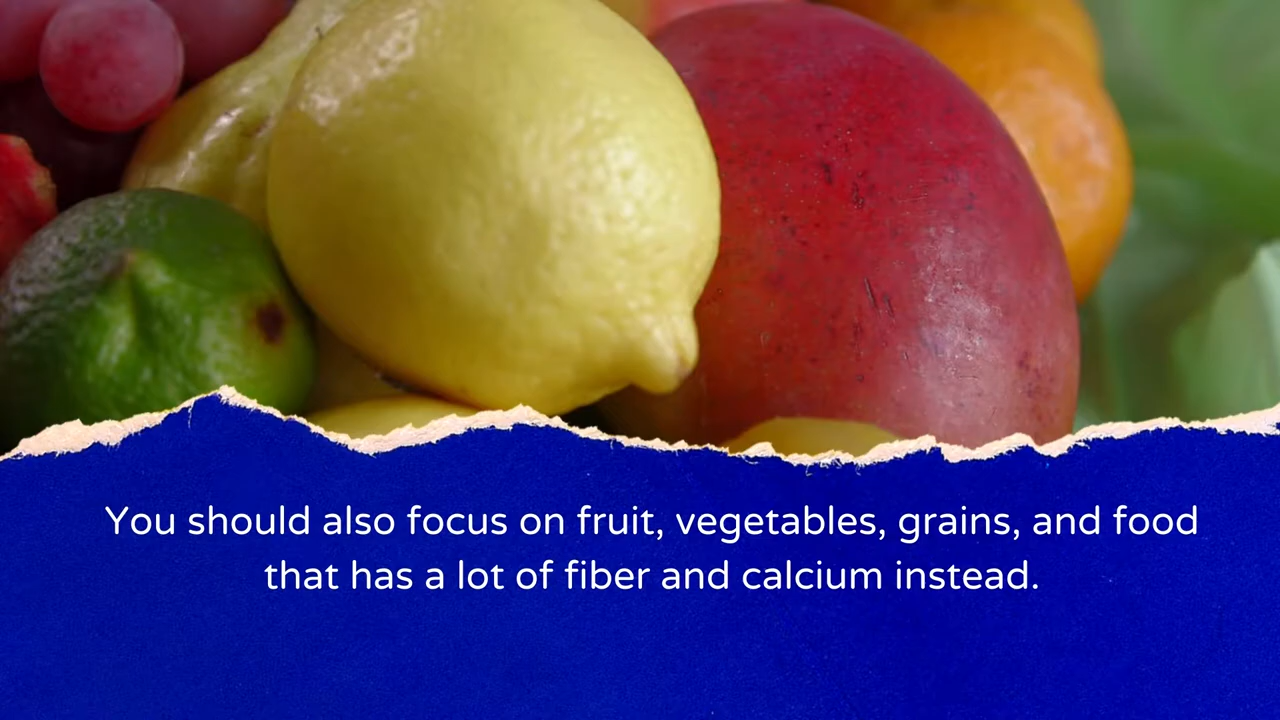 You should also focus on fruit, vegetables, grains, and food
that has a lot of fiber and calcium instead.